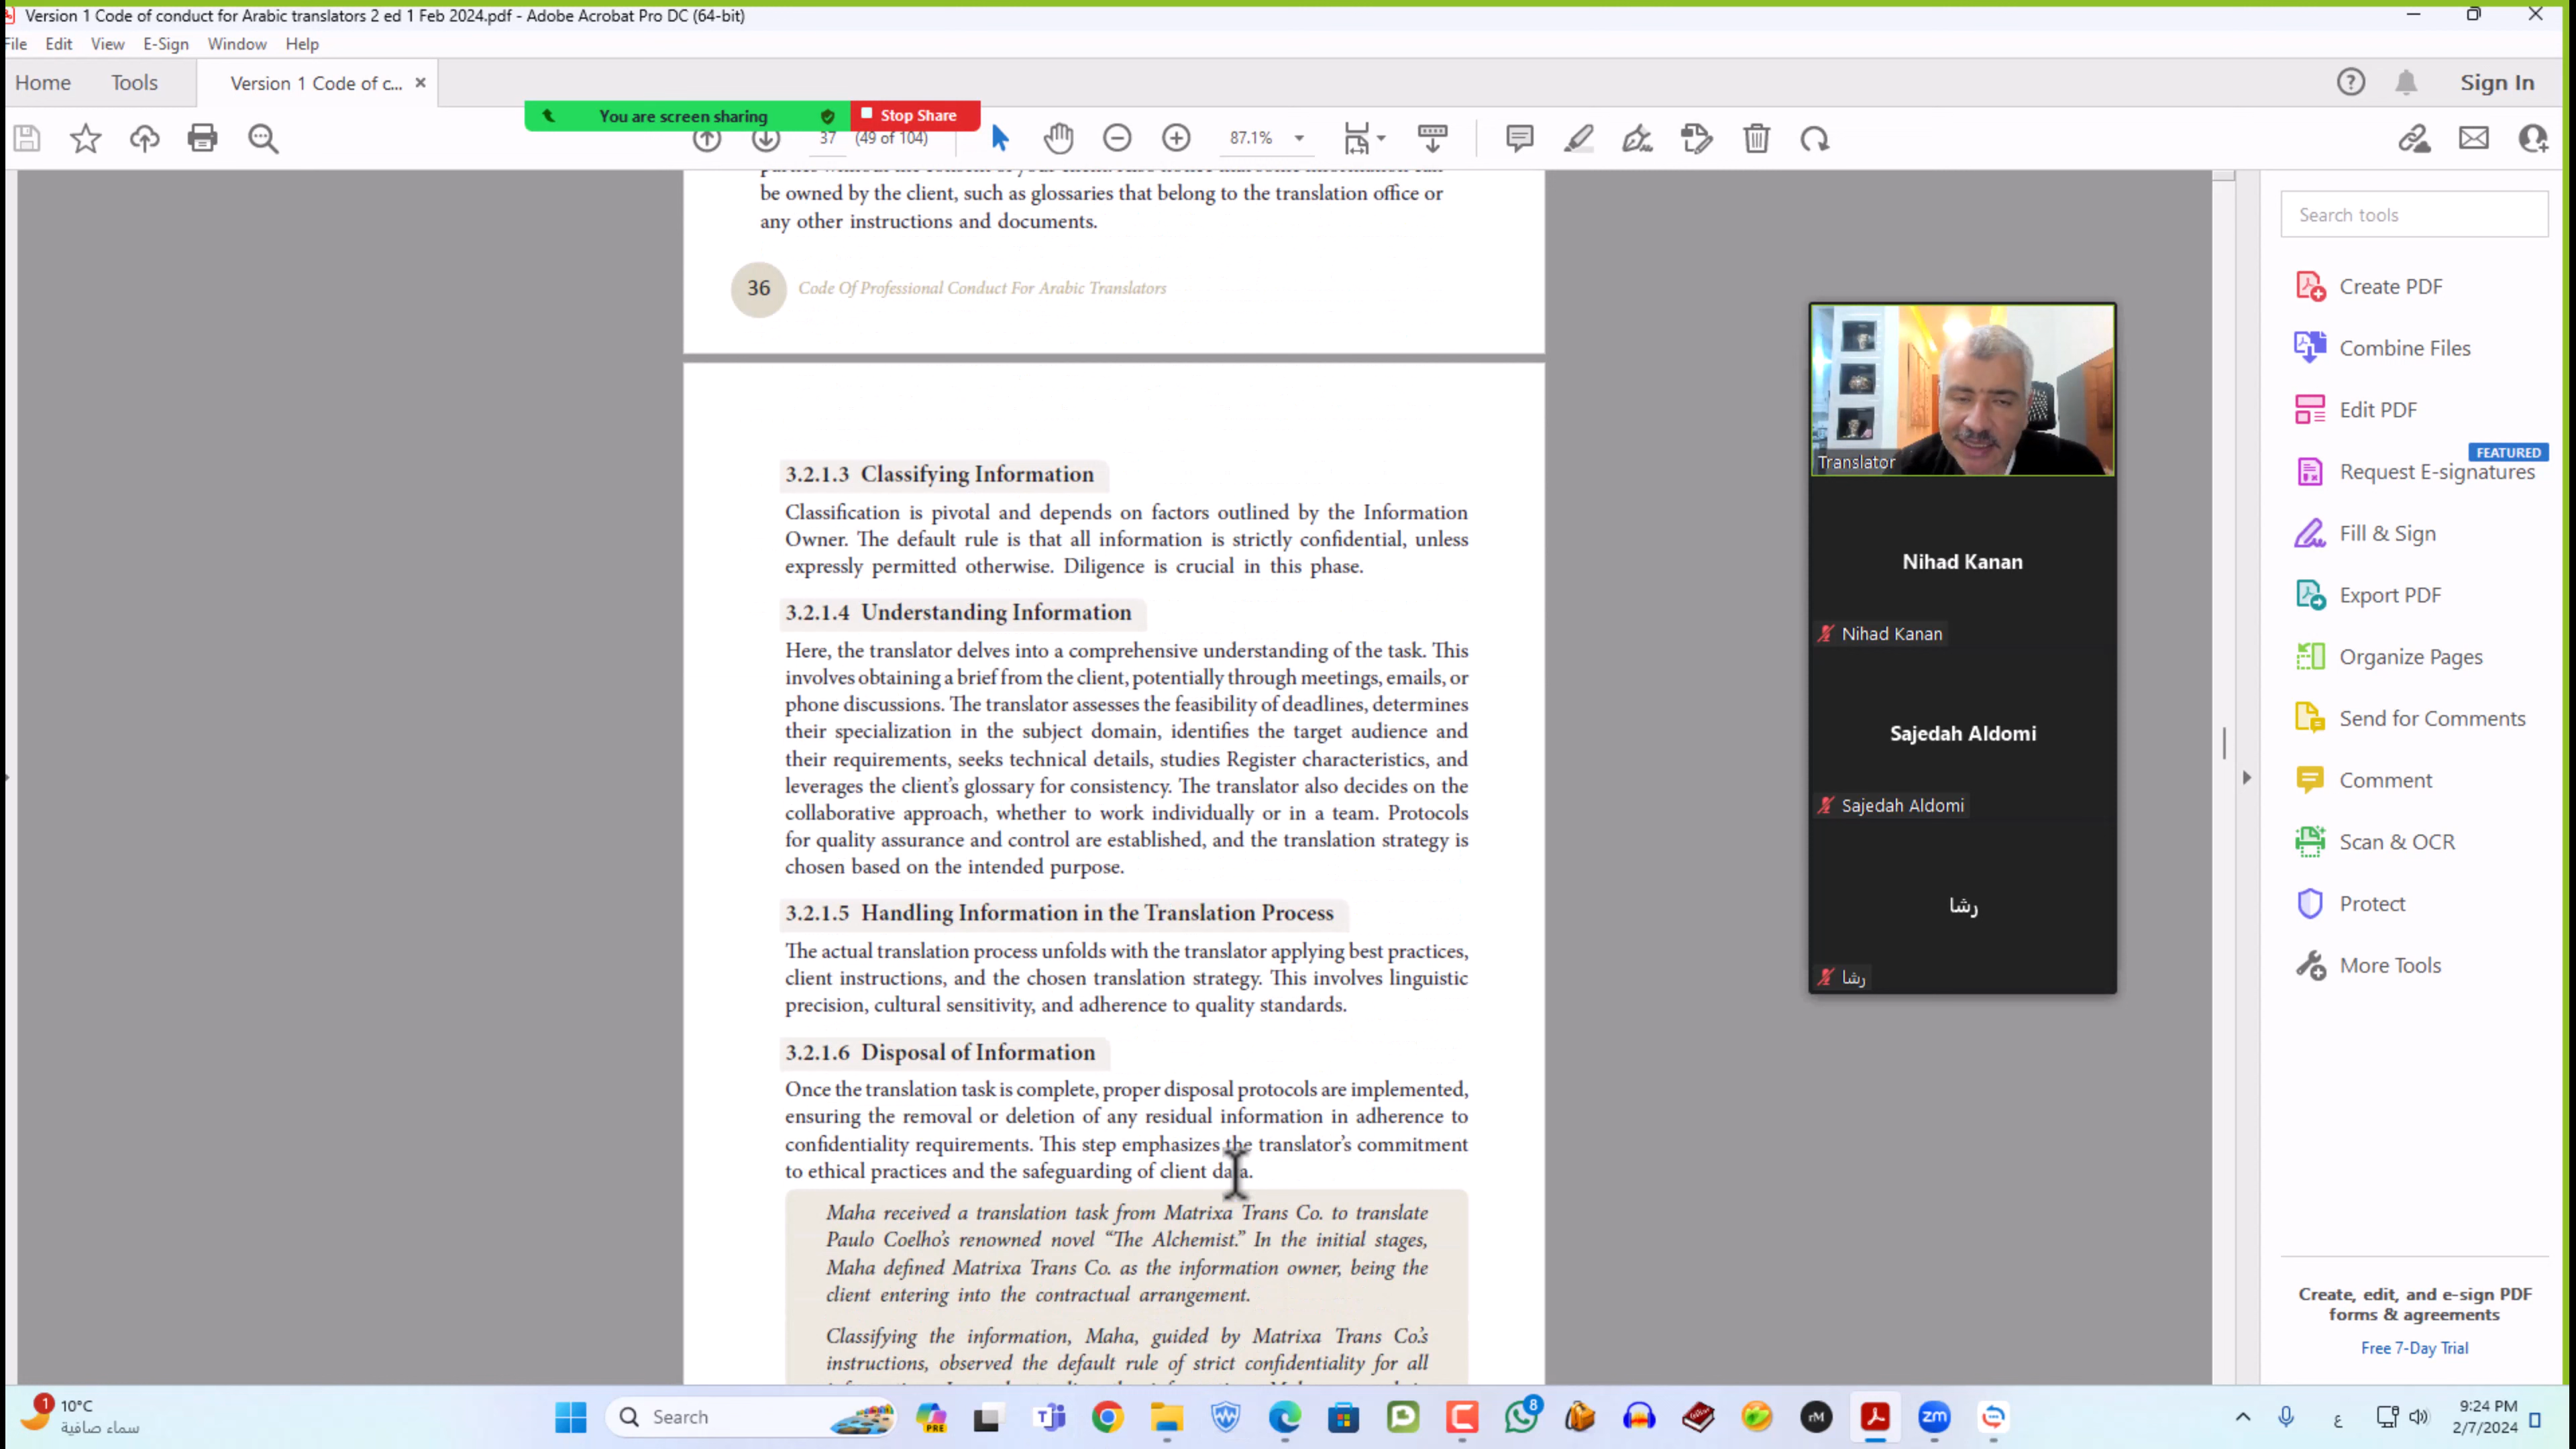 Version 1 Code of conduct for Arabic translators 2 ed 1 Feb 2024.pdf - Adobe Acrobat Pro DC (64-bit)
File Edit View E-Sign Window Help
Home Tools Version 1 Code of c... Sign In
You are screen sharing Stop Share
37 (49 of 104) 87.1%
be owned by the client, such as glossaries that belong to the translation office or
any other instructions and documents.
36 Code Of Professional Conduct For Arabic Translators
3.2.1.3 Classifying Information
Classification is pivotal and depends on factors outlined by the Information
Owner. The default rule is that all information is strictly confidential, unless
expressly permitted otherwise. Diligence is crucial in this phase.
3.2.1.4 Understanding Information
Here, the translator delves into a comprehensive understanding of the task. This
involves obtaining a brief from the client, potentially through meetings, emails, or
phone discussions. The translator assesses the feasibility of deadlines, determines
their specialization in the subject domain, identifies the target audience and
their requirements, seeks technical details, studies Register characteristics, and
leverages the client's glossary for consistency. The translator also decides on the
collaborative approach, whether to work individually or in a team. Protocols
for quality assurance and control are established, and the translation strategy is
chosen based on the intended purpose.
3.2.1.5 Handling Information in the Translation Process
The actual translation process unfolds with the translator applying best practices,
client instructions, and the chosen translation strategy. This involves linguistic
precision, cultural sensitivity, and adherence to quality standards.
3.2.1.6 Disposal of Information
Once the translation task is complete, proper disposal protocols are implemented,
ensuring the removal or deletion of any residual information in adherence to
confidentiality requirements. This step emphasizes the translator's commitment
to ethical practices and the safeguarding of client data.
Maha received a translation task from Matrixa Trans Co. to translate
Paulo Coelho's renowned novel "The Alchemist." In the initial stages,
Maha defined Matrixa Trans Co. as the information owner, being the
client entering into the contractual arrangement.
Classifying the information, Maha, guided by Matrixa Trans Co.'s
instructions, observed the default rule of strict confidentiality for all
Translator
Nihad Kanan
Nihad Kanan
Sajedah Aldomi
Sajedah Aldomi
رشا
رشا
Search tools
Create PDF
Combine Files
Edit PDF
FEATURED
Request E-signatures
Fill & Sign
Export PDF
Organize Pages
Send for Comments
Comment
Scan & OCR
Protect
More Tools
Create, edit, and e-sign PDF
forms & agreements
Free 7-Day Trial
1
10°C
سماء صافية
Search
PRE
8
rM
zm
ع
9:24 PM
2/7/2024